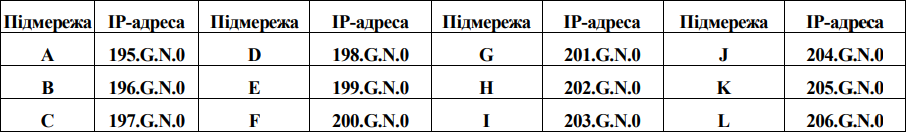 Підмережа IP-адреса Підмережа IP-адреса Підмережа IP-адреса Підмережа IP-адреса
A 195.G.N.0 D 198.G.N.0 G 201.G.N.0 J 204.G.N.0
B 196.G.N.0 E 199.G.N.0 H 202.G.N.0 K 205.G.N.0
C 197.G.N.0 F 200.G.N.0 I 203.G.N.0 L 206.G.N.0